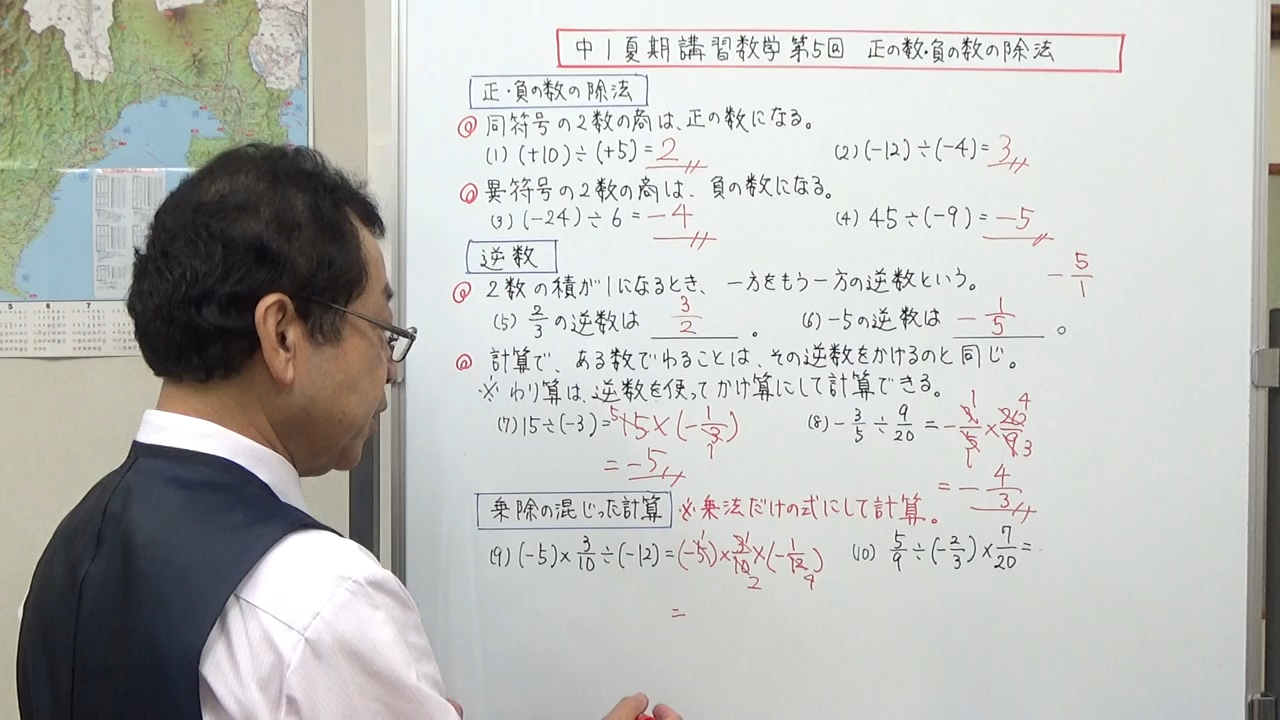 中1夏期講習数学 第5回 正の数・負の数の除法
正・負の数の除法
◎ 同符号の2数の商は、正の数になる。
(1) (+10)÷(+5)=2 (2) (-12)÷(-4)=3
◎ 異符号の2数の商は、負の数になる。
(3) (-24)÷6=-4 (4) 45÷(-9)=-5
逆数
◎ 2数の積が1になるとき、一方をもう一方の逆数という。 -5/1
(5) 2/3の逆数は 3/2 。 (6) -5の逆数は -1/5 。
◎ 計算で、ある数でわることは、その逆数をかけるのと同じ。
※ わり算は、逆数を使ってかけ算にして計算できる。
(7) 15÷(-3)=15×(-1/3) (8) -3/5÷9/20=-3/5×20/9
=-5 =-4/3
乗除の混じった計算 ※乗法だけの式にして計算。
(9) (-5)×3/10÷(-12)=(-5)×3/10×(-1/12) (10) 5/9÷(-2/3)×7/20=
=
5 6 7